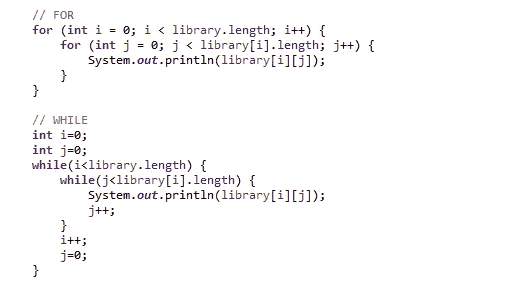 // FOR
for (int i = 0; i < library.length; i++) {
    for (int j = 0; j < library[i].length; j++) {
        System.out.println(library[i][j]);
    }
}

// WHILE
int i=0;
int j=0;
while(i<library.length) {
    while(j<library[i].length) {
        System.out.println(library[i][j]);
        j++;
    }
    i++;
    j=0;
}